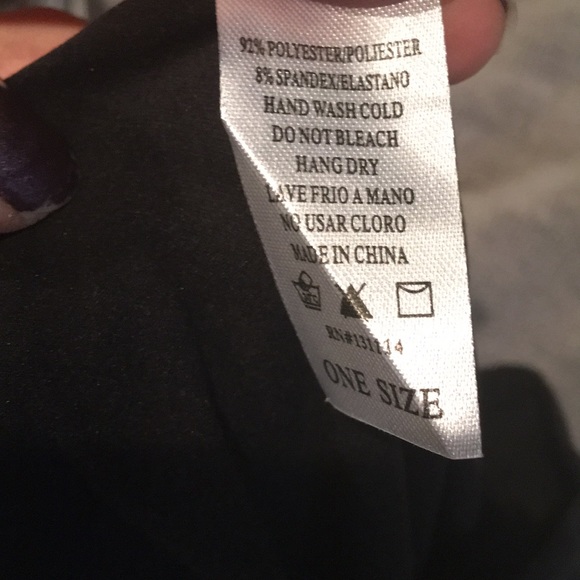 92% POLYESTER/POLIESTER
8% SPANDEX/ELASTANO
HAND WASH COLD
DO NOT BLEACH
HANG DRY
LAVE FRIO A MANO
NO USAR CLORO
MADE IN CHINA
RN#131114
ONE SIZE